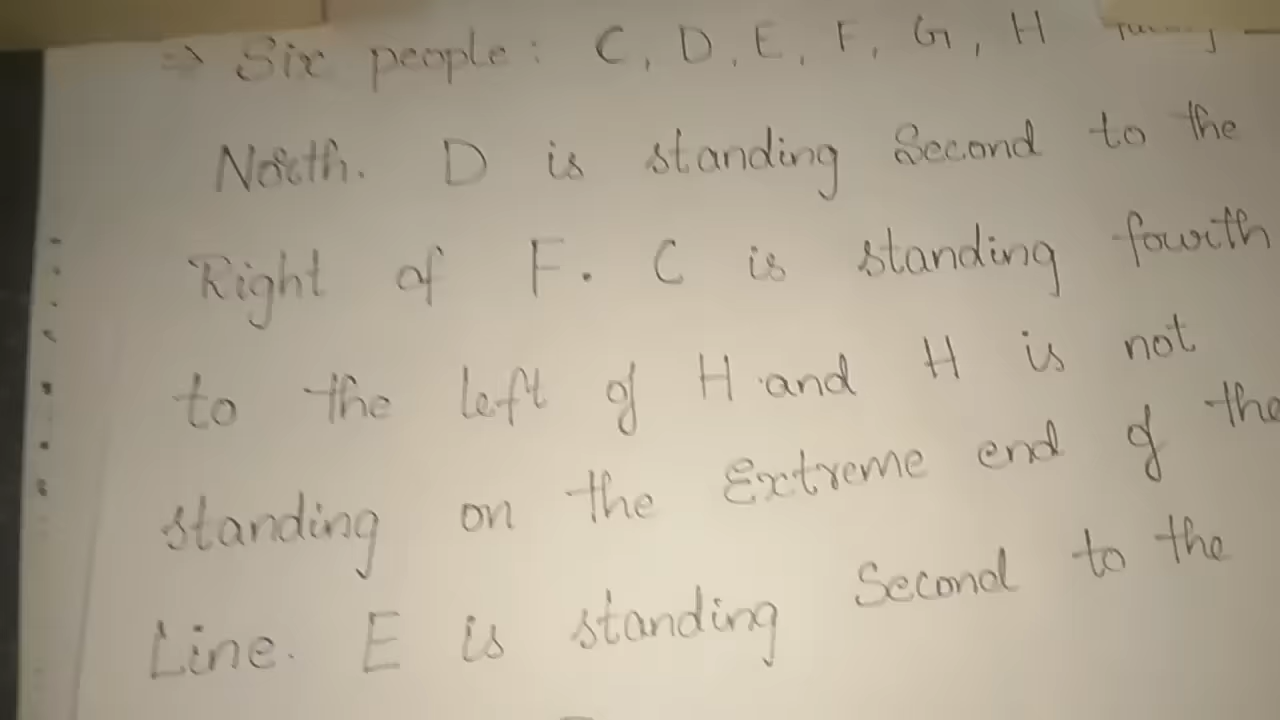 ⇒ Six people: C, D, E, F, G, H
North. D is standing Second to the
Right of F. C is standing fourth
to the left of H and H is not
standing on the Extreme end of the
Line. E is standing Second to the